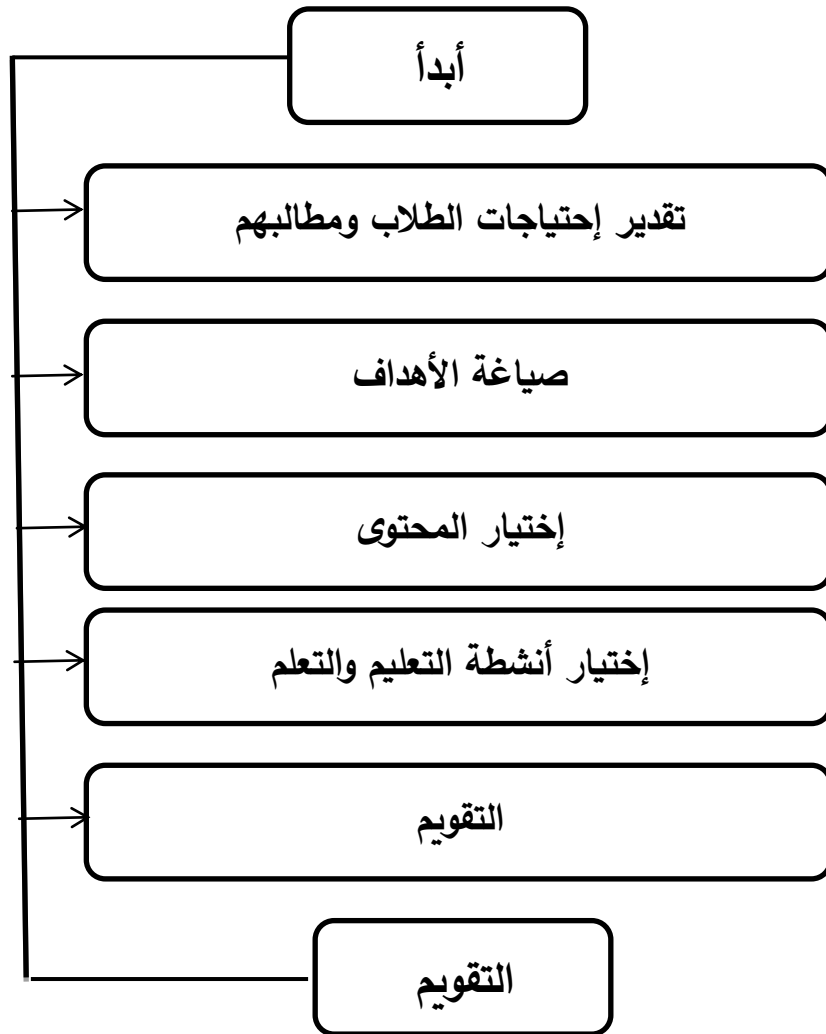 أبدأ
تقدير إحتياجات الطلاب ومطالبهم
صياغة الأهداف
إختيار المحتوى
إختيار أنشطة التعليم والتعلم
التقويم
التقويم